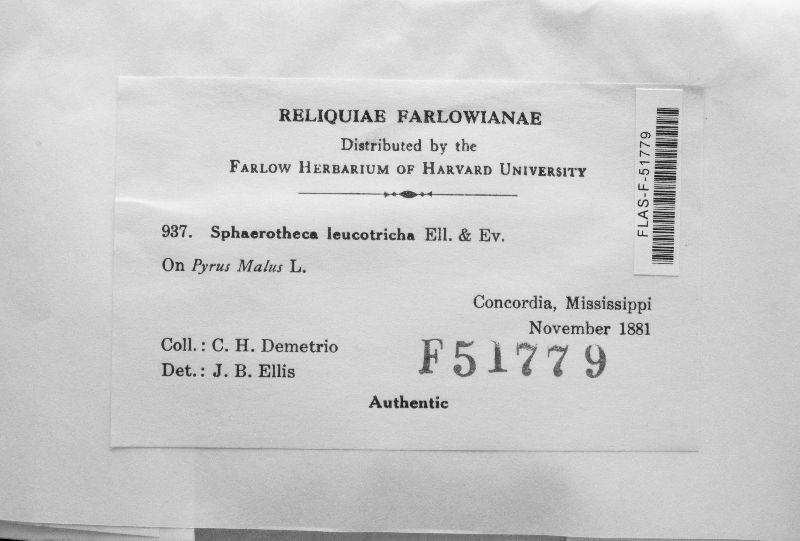 RELIQUIAE FARLOWIANAE
Distributed by the
FARLOW HERBARIUM OF HARVARD UNIVERSITY
937. Sphaerotheca leucotricha Ell. & Ev.
On Pyrus Malus L.
Concordia, Mississippi
November 1881
Coll.: C. H. Demetrio
Det.: J. B. Ellis
F51779
Authentic
FLAS-F-51779